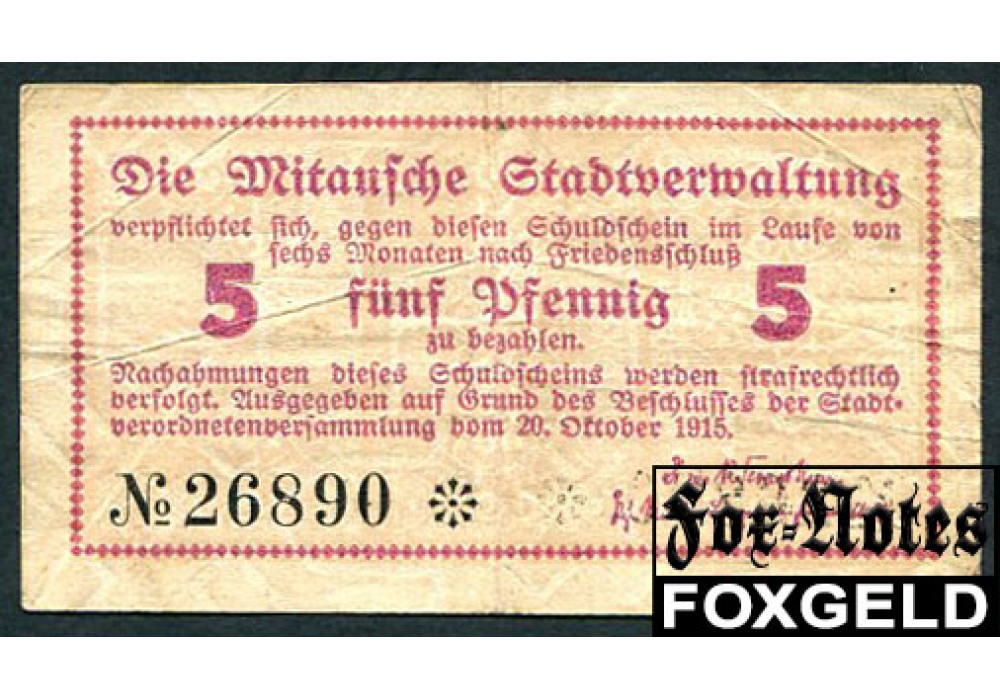 Die Mitausche Stadtverwaltung
verpflichtet sich, gegen diesen Schuldschein im Laufe von
sechs Monaten nach Friedensschluß
5 fünf Pfennig 5
zu bezahlen.
Nachahmungen dieses Schuldscheins werden strafrechtlich
verfolgt. Ausgegeben auf Grund des Beschlusses der Stadt-
verordnetenversammlung vom 20. Oktober 1915.
№ 26890
Fox=Notes
FOXGELD